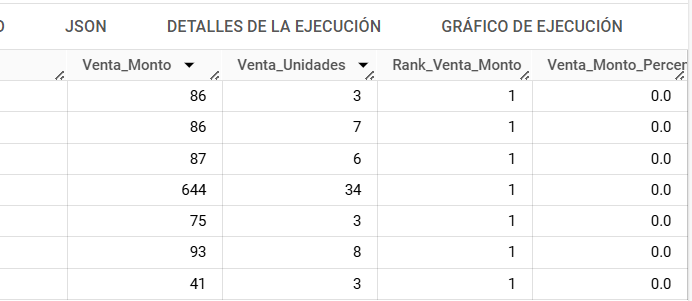 JSON DETALLES DE LA EJECUCIÓN GRÁFICO DE EJECUCIÓN
Venta_Monto Venta_Unidades Rank_Venta_Monto Venta_Monto_Percer
86 3 1 0.0
86 7 1 0.0
87 6 1 0.0
644 34 1 0.0
75 3 1 0.0
93 8 1 0.0
41 3 1 0.0